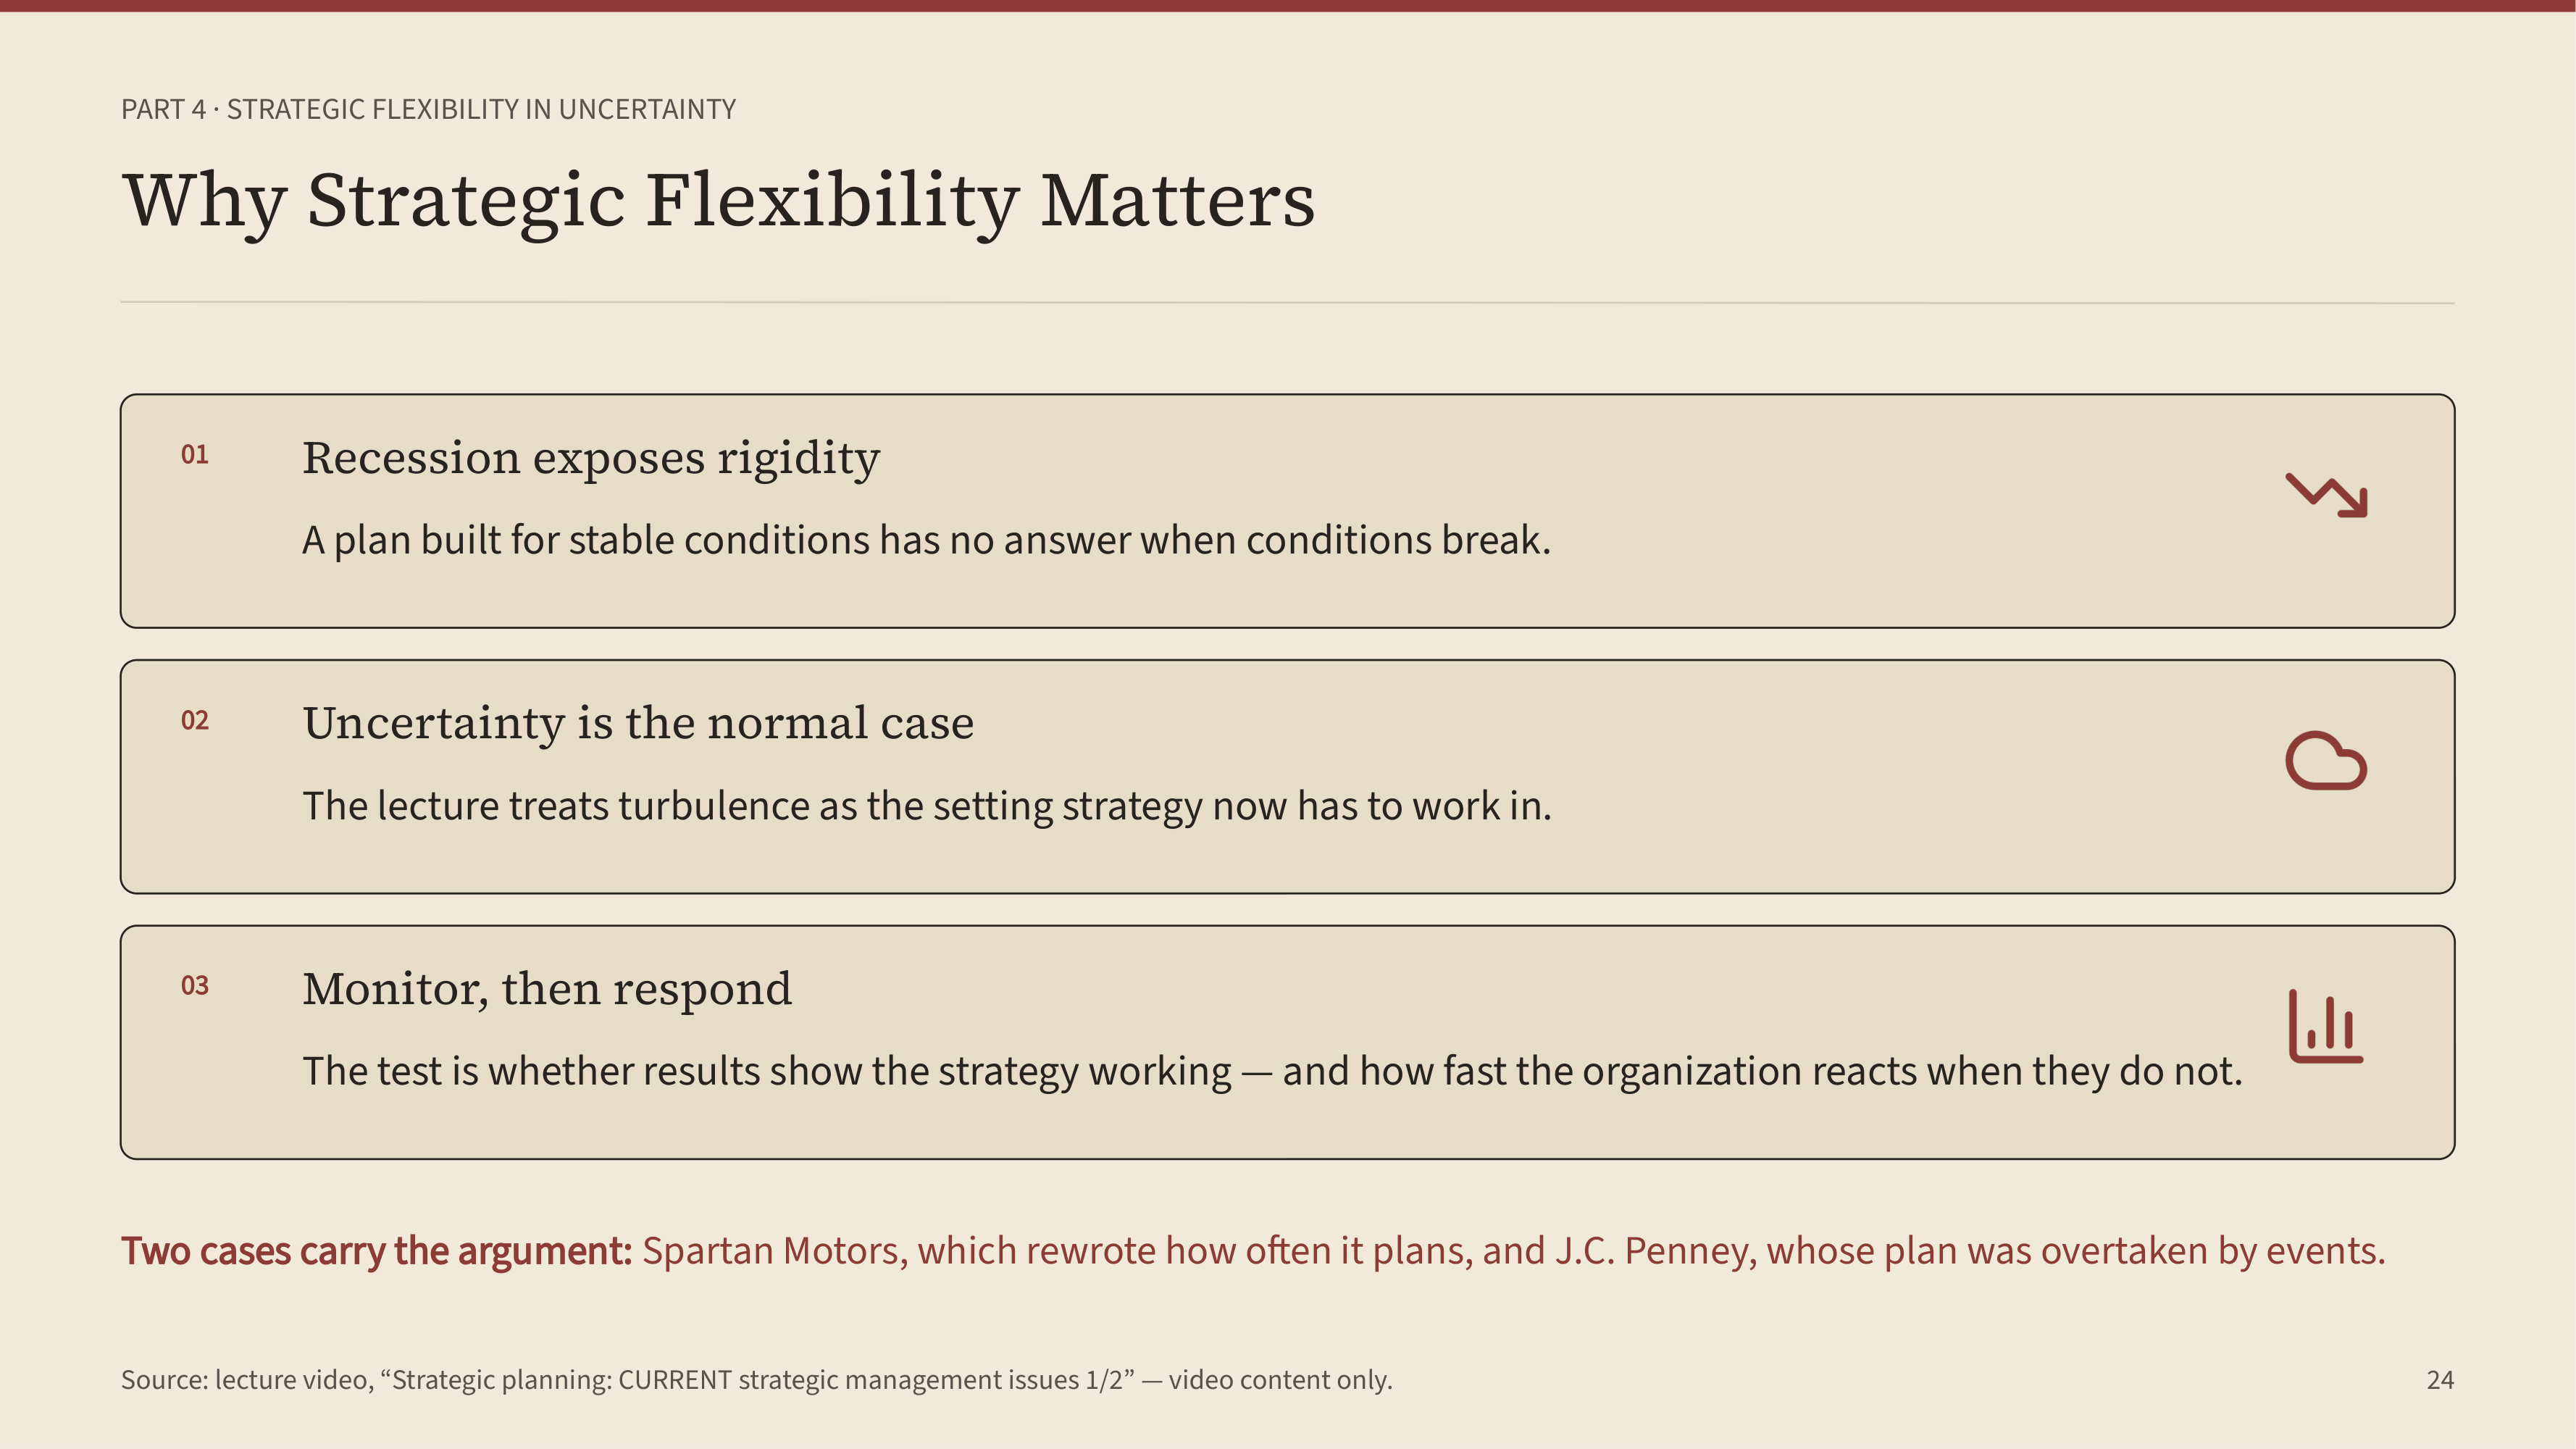 PART 4 · STRATEGIC FLEXIBILITY IN UNCERTAINTY
Why Strategic Flexibility Matters
01
Recession exposes rigidity
A plan built for stable conditions has no answer when conditions break.
02
Uncertainty is the normal case
The lecture treats turbulence as the setting strategy now has to work in.
03
Monitor, then respond
The test is whether results show the strategy working — and how fast the organization reacts when they do not.
Two cases carry the argument: Spartan Motors, which rewrote how often it plans, and J.C. Penney, whose plan was overtaken by events.
Source: lecture video, “Strategic planning: CURRENT strategic management issues 1/2” — video content only.
24